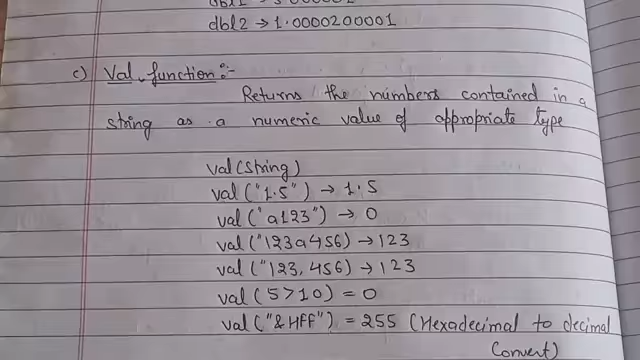 dbl2 → 1.0000200001
c) Val function:-
Returns the numbers contained in a
string as a numeric value of appropriate type
Val(string)
val("1.5") → 1.5
val("a123") → 0
val("123a456) → 123
val("123,456) → 123
val(5>10) = 0
val("&HFF") = 255 (Hexadecimal to decimal
Convert)